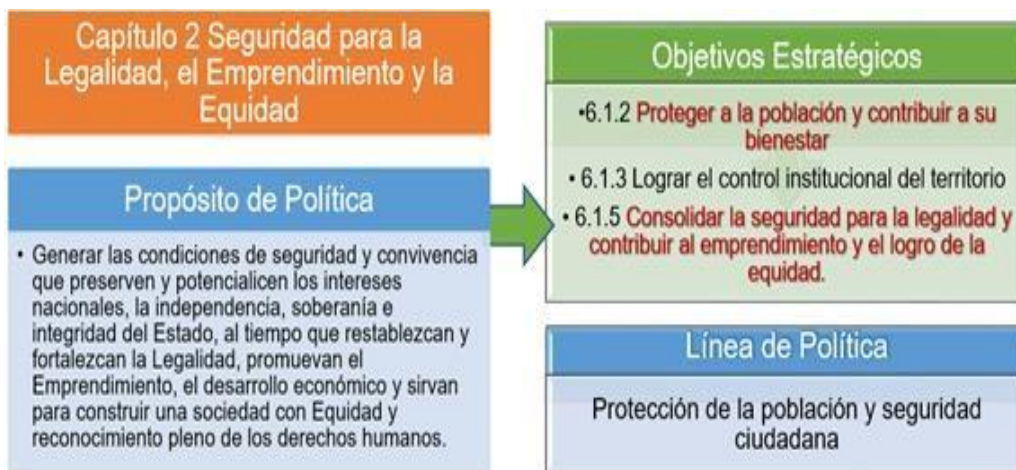 Capítulo 2 Seguridad para la
Legalidad, el Emprendimiento y la
Equidad
Propósito de Política
• Generar las condiciones de seguridad y convivencia
que preserven y potencialicen los intereses
nacionales, la independencia, soberanía e
integridad del Estado, al tiempo que restablezcan y
fortalezcan la Legalidad, promuevan el
Emprendimiento, el desarrollo económico y sirvan
para construir una sociedad con Equidad y
reconocimiento pleno de los derechos humanos.
Objetivos Estratégicos
•6.1.2 Proteger a la población y contribuir a su
bienestar
• 6.1.3 Lograr el control institucional del territorio
• 6.1.5 Consolidar la seguridad para la legalidad y
contribuir al emprendimiento y el logro de la
equidad.
Línea de Política
Protección de la población y seguridad
ciudadana